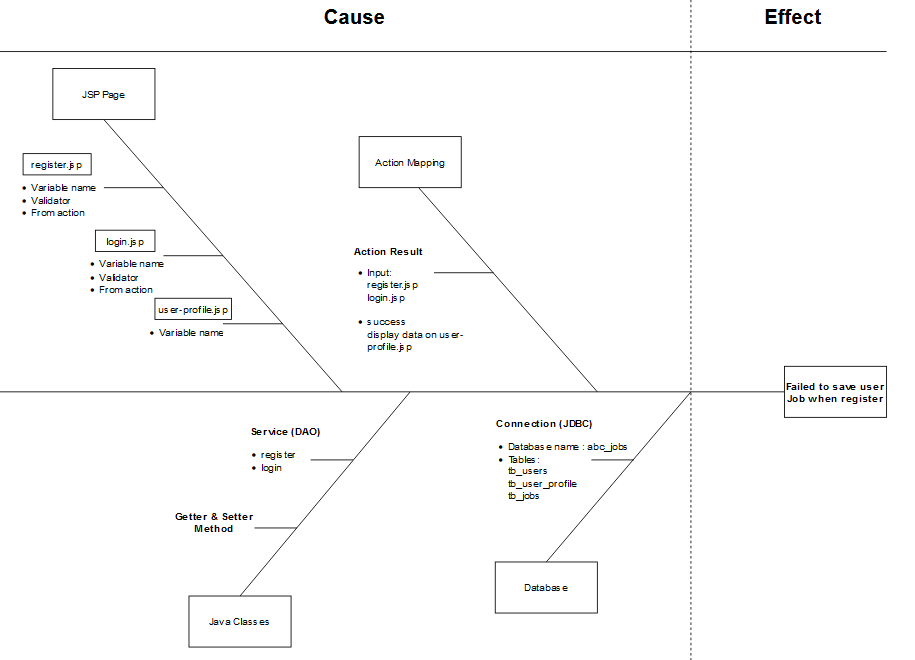 Cause
Effect
JSP Page
register.jsp
• Variable name
• Validator
• From action
login.jsp
• Variable name
• Validator
• From action
user-profile.jsp
• Variable name
Action Mapping
Action Result
• Input:
register.jsp
login.jsp
• success
display data on user-
profile.jsp
Failed to save user
Job when register
Service (DAO)
• register
• login
Getter & Setter
Method
Java Classes
Connection (JDBC)
• Database name : abc_jobs
• Tables :
tb_users
tb_user_profile
tb_jobs
Database